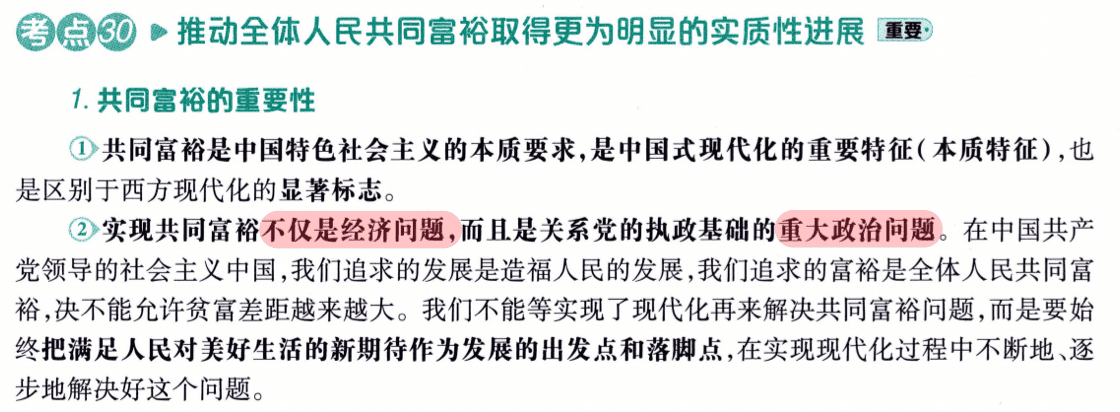 考点30 ▶ 推动全体人民共同富裕取得更为明显的实质性进展 重要
1. 共同富裕的重要性
①共同富裕是中国特色社会主义的本质要求,是中国式现代化的重要特征(本质特征),也
是区别于西方现代化的显著标志。
②实现共同富裕不仅是经济问题,而且是关系党的执政基础的重大政治问题。在中国共产
党领导的社会主义中国,我们追求的发展是造福人民的发展,我们追求的富裕是全体人民共同富
裕,决不能允许贫富差距越来越大。我们不能等实现了现代化再来解决共同富裕问题,而是要始
终把满足人民对美好生活的新期待作为发展的出发点和落脚点,在实现现代化过程中不断地、逐
步地解决好这个问题。